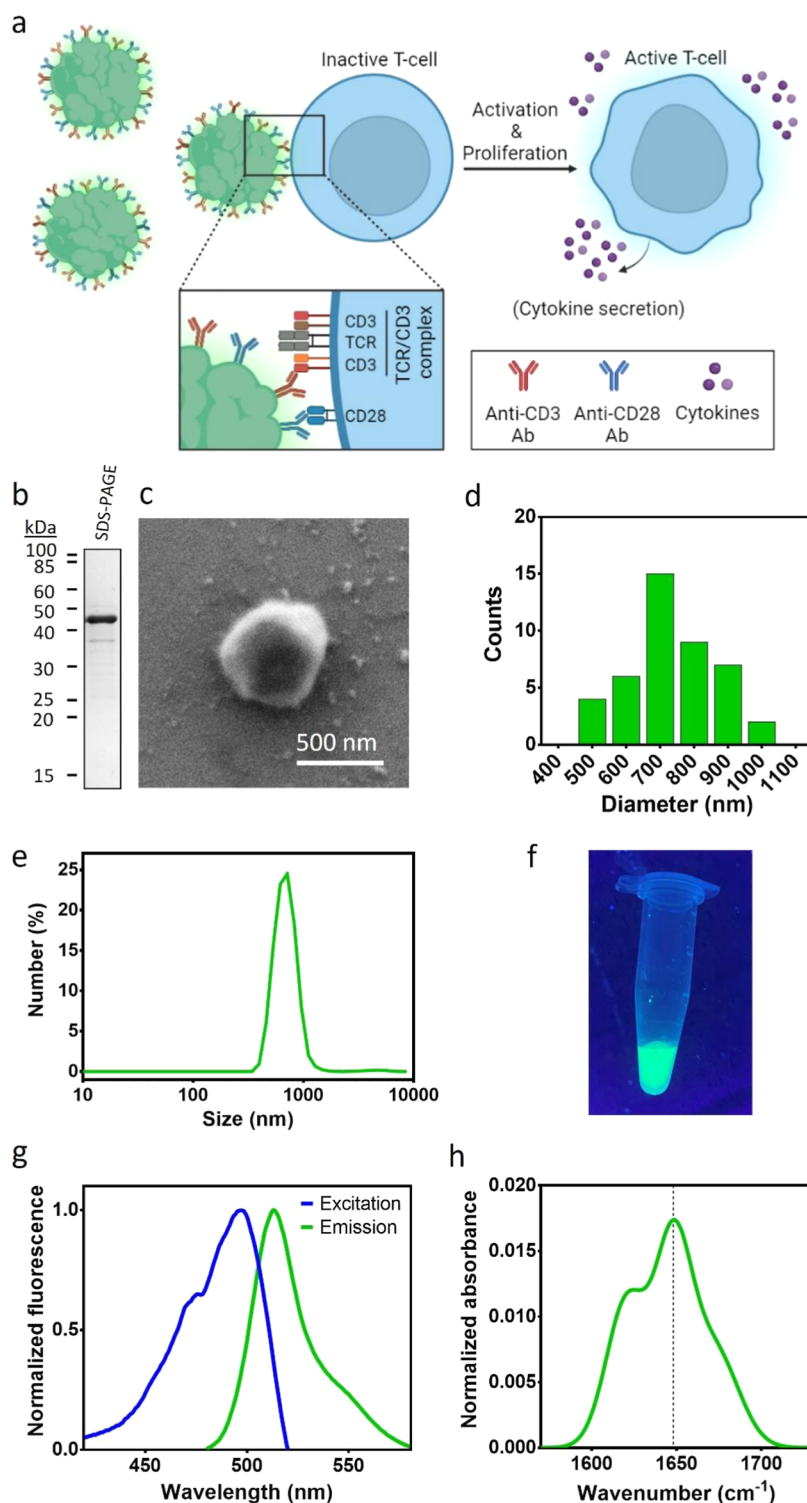 a
Inactive T-cell
Active T-cell
Activation
&
Proliferation
(Cytokine secretion)
CD3
TCR
CD3
TCR/CD3
complex
CD28
Anti-CD3
Ab
Anti-CD28
Ab
Cytokines
b
SDS-PAGE
kDa
100
85
60
50
40
30
25
20
15
c
500 nm
d
20
15
10
5
0
Counts
400 500 600 700 800 900 1000 1100
Diameter (nm)
e
25
20
15
10
5
0
Number (%)
10 100 1000 10000
Size (nm)
f
g
Excitation
Emission
1.0
0.5
0.0
Normalized fluorescence
450 500 550
Wavelength (nm)
h
0.020
0.015
0.010
0.005
0.000
Normalized absorbance
1600 1650 1700
Wavenumber (cm⁻¹)